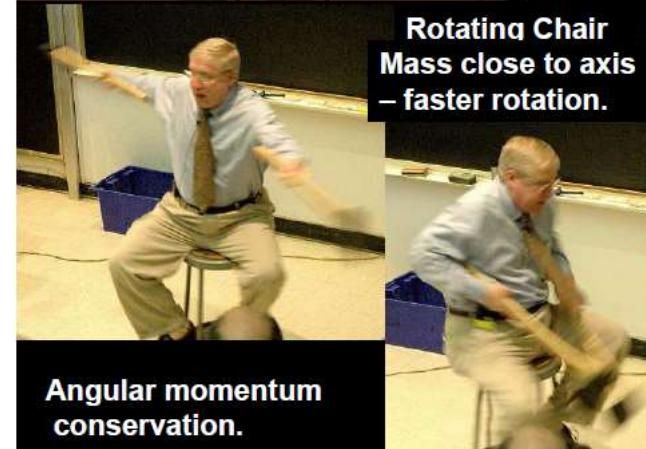 Rotating Chair
Mass close to axis
– faster rotation.
Angular momentum
conservation.